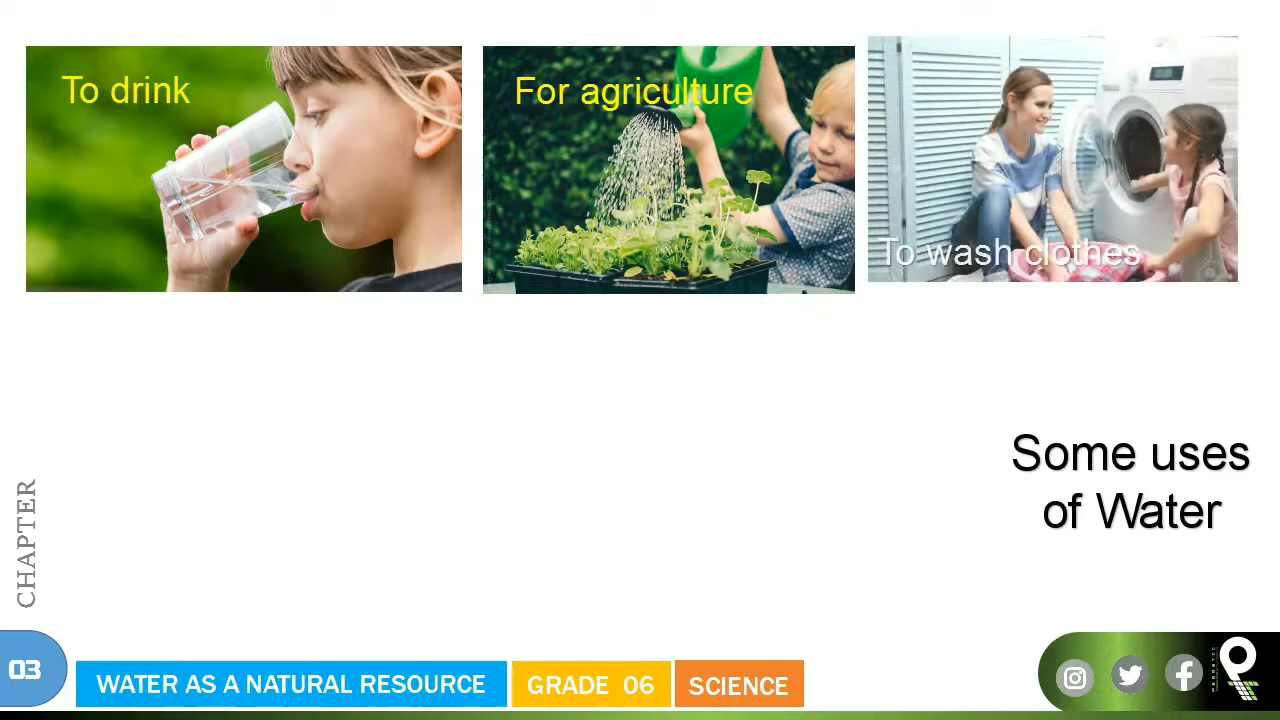 To drink
For agriculture
To wash clothes
Some uses
of Water
CHAPTER
03
WATER AS A NATURAL RESOURCE
GRADE 06
SCIENCE